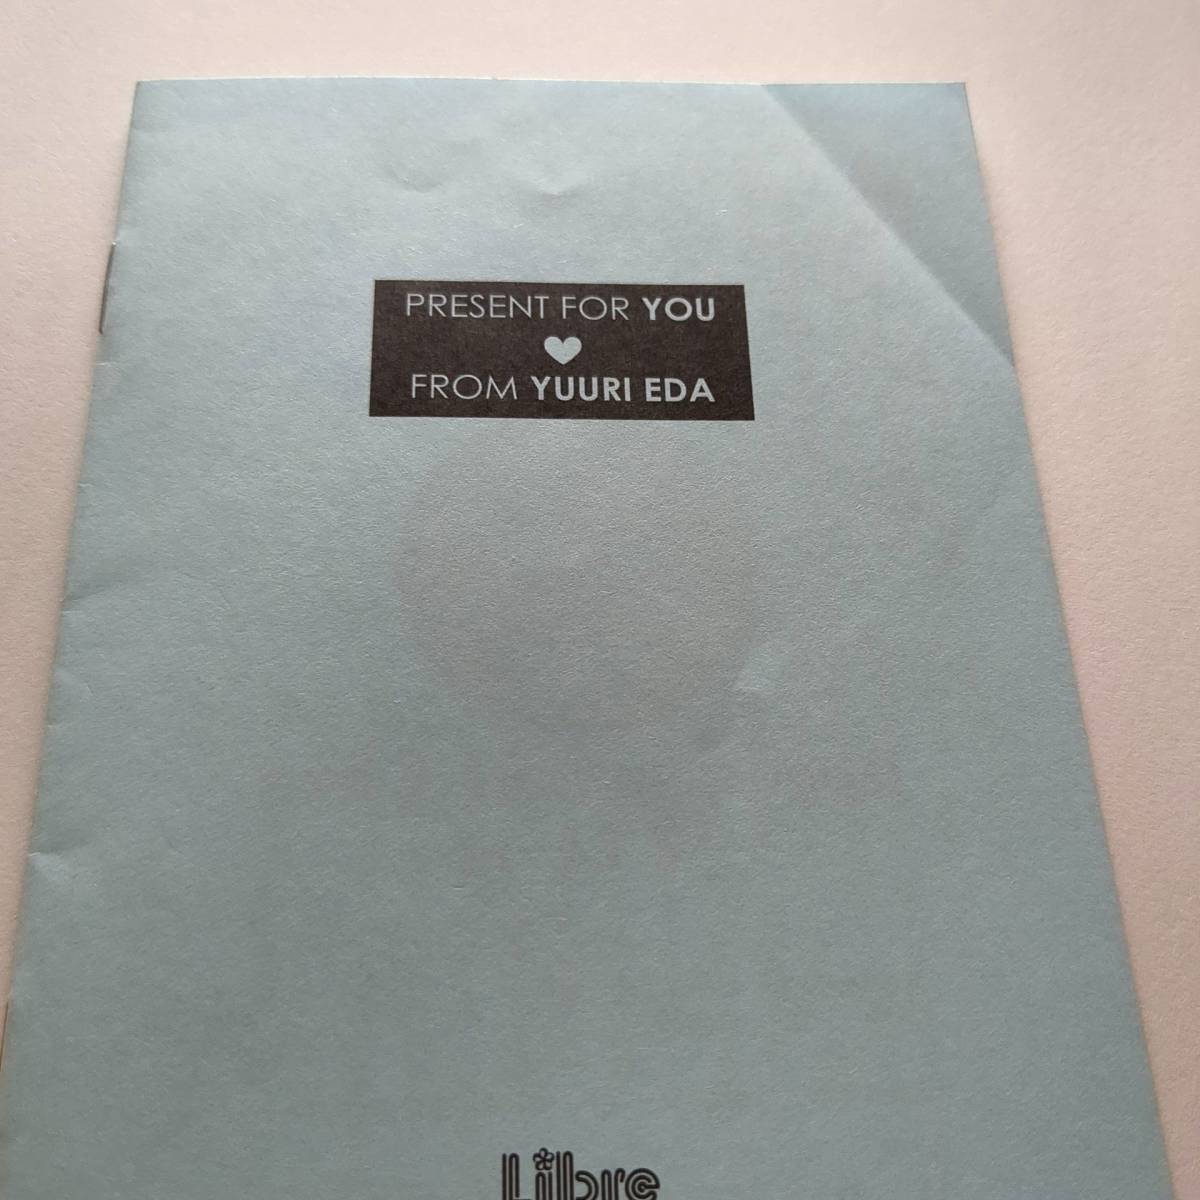 PRESENT FOR YOU
♥
FROM YUURI EDA
Libre